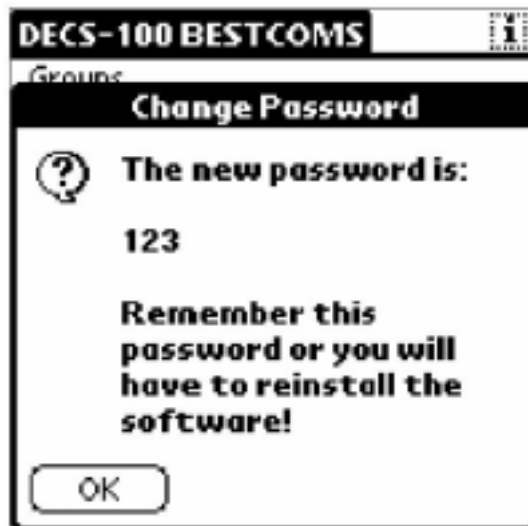 DECS-100 BESTCOMS i
Groups
Change Password
The new password is:
123
Remember this
password or you will
have to reinstall the
software!
OK